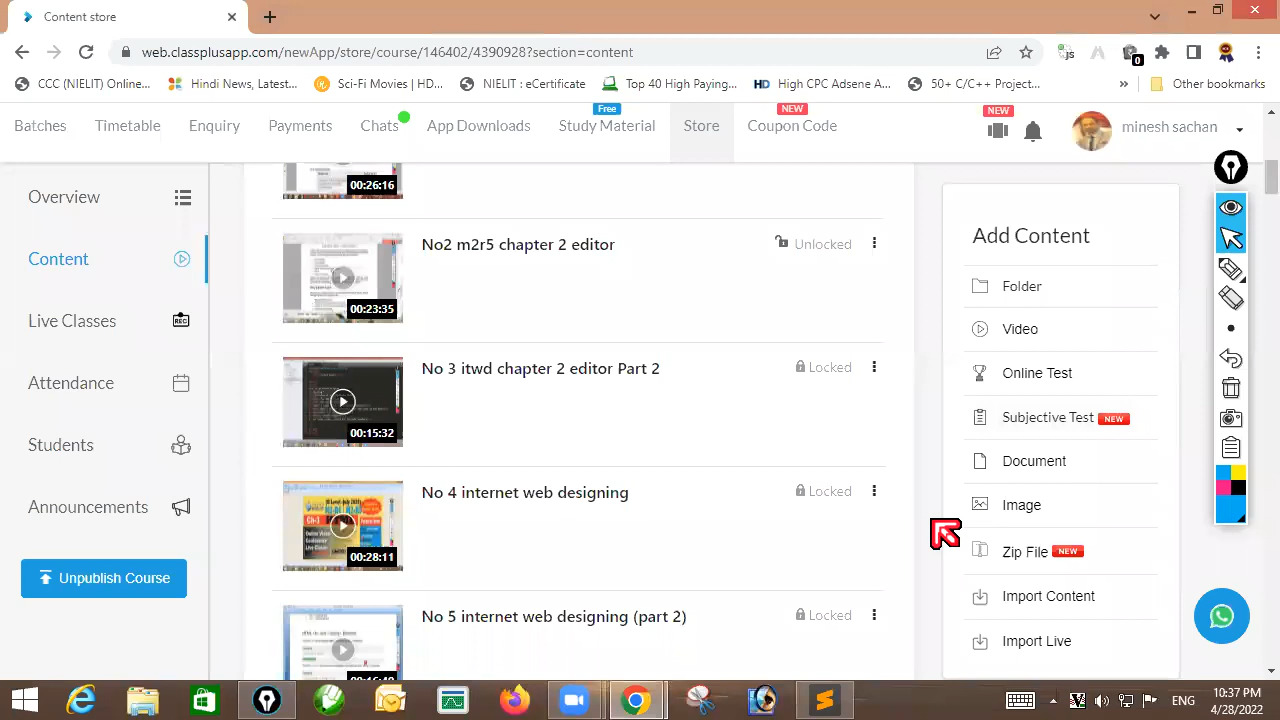 Content store
web.classplusapp.com/newApp/store/course/146402/439092?section=content
CCC (NIELIT) Online...
Hindi News, Latest...
Sci-Fi Movies | HD...
NIELIT : eCertificate
Top 40 High Paying...
HD High CPC Adsene A...
50+ C/C++ Project...
»
Other bookmarks
Batches
Timetable
Enquiry
Payments
Chats
App Downloads
Free
Study Material
Store
NEW
Coupon Code
NEW
minesh sachan
Overview
Content
Live Classes
REC
Attendance
Students
Announcements
Unpublish Course
00:26:16
No2 m2r5 chapter 2 editor
00:23:35
No 3 itwd chapter 2 editor Part 2
Locked
00:15:32
No 4 internet web designing
Locked
00:28:11
No 5 internet web designing (part 2)
Locked
Add Content
Folder
Video
Online Test
Test NEW
Document
Image
Zip File NEW
Import Content
Import Live
ENG
10:37 PM
4/28/2022